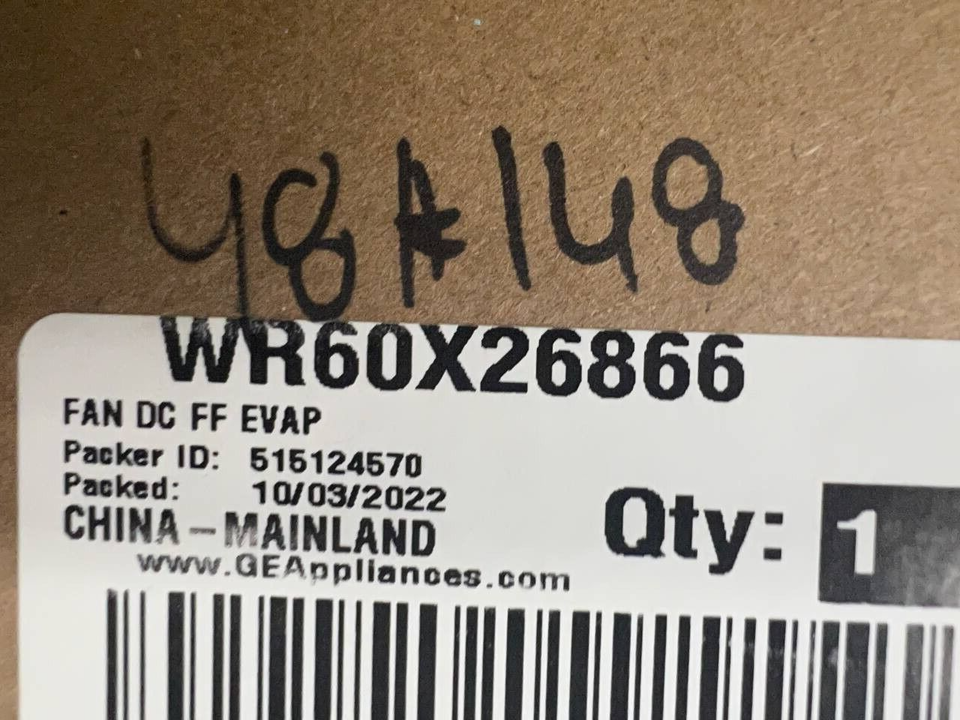 48A148
WR60X26866
FAN DC FF EVAP
Packer ID: 515124570
Packed: 10/03/2022
CHINA-MAINLAND
www.GEAppliances.com
Qty: 1